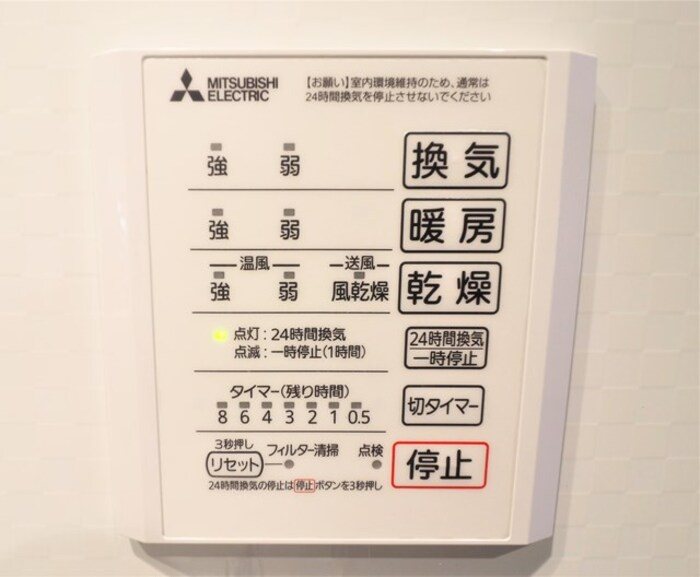 MITSUBISHI
ELECTRIC
【お願い】室内環境維持のため、通常は
24時間換気を停止させないでください
強 弱 換気
強 弱 暖房
温風 送風
強 弱 風乾燥 乾燥
点灯:24時間換気
点滅:一時停止(1時間)
24時間換気
一時停止
タイマー(残り時間)
8 6 4 3 2 1 0.5
切タイマー
3秒押し
リセット フィルター清掃 点検
停止
24時間換気の停止は停止ボタンを3秒押し